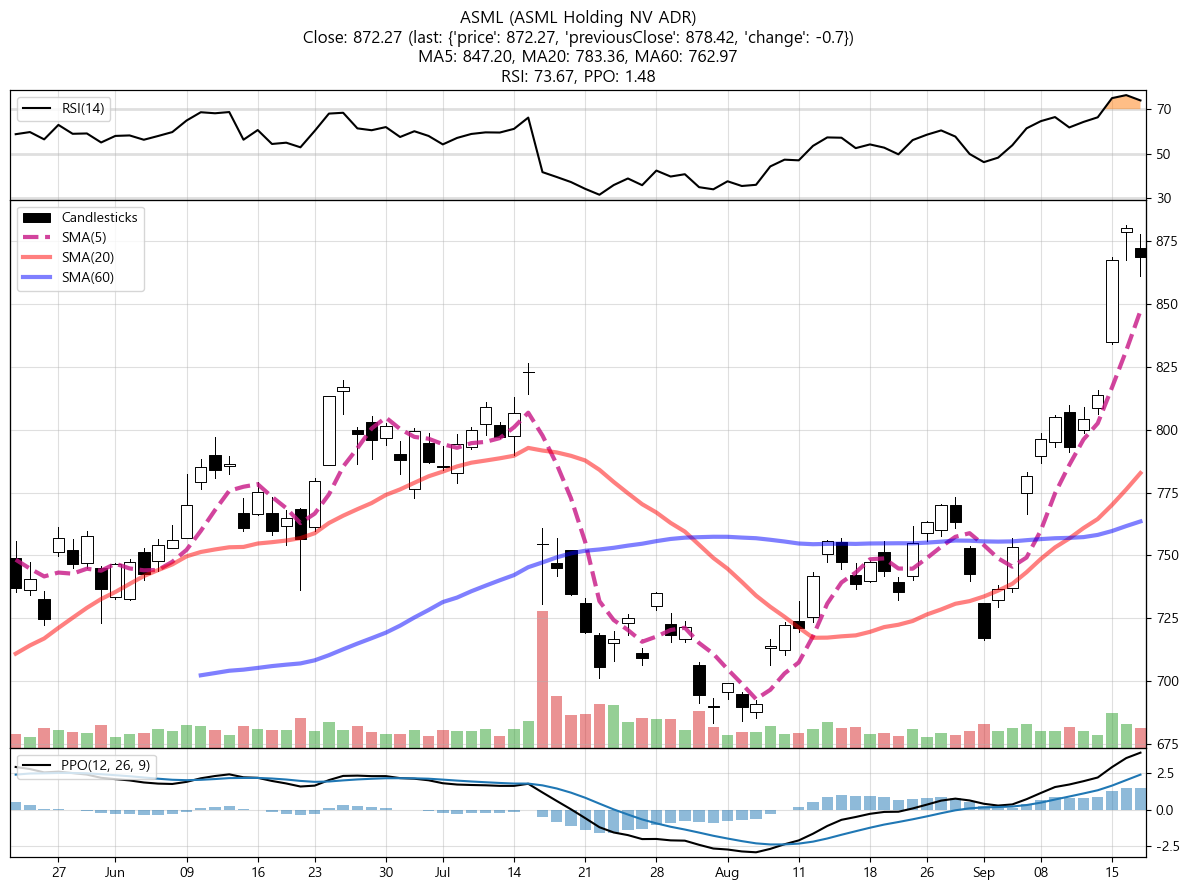 ASML (ASML Holding NV ADR)
Close: 872.27 (last: {'price': 872.27, 'previousClose': 878.42, 'change': -0.7})
MA5: 847.20, MA20: 783.36, MA60: 762.97
RSI: 73.67, PPO: 1.48
RSI(14)
70
50
30
Candlesticks
SMA(5)
SMA(20)
SMA(60)
875
850
825
800
775
750
725
700
675
PPO(12, 26, 9)
2.5
0.0
−2.5
27 Jun 09 16 23 30 Jul 14 21 28 Aug 11 18 26 Sep 08 15